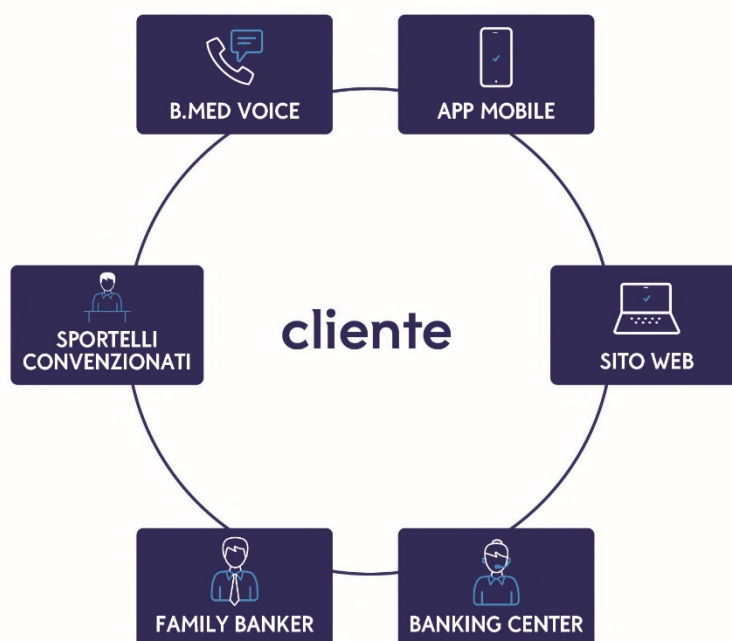 B.MED VOICE
APP MOBILE
SPORTELLI
CONVENZIONATI
cliente
SITO WEB
FAMILY BANKER
BANKING CENTER